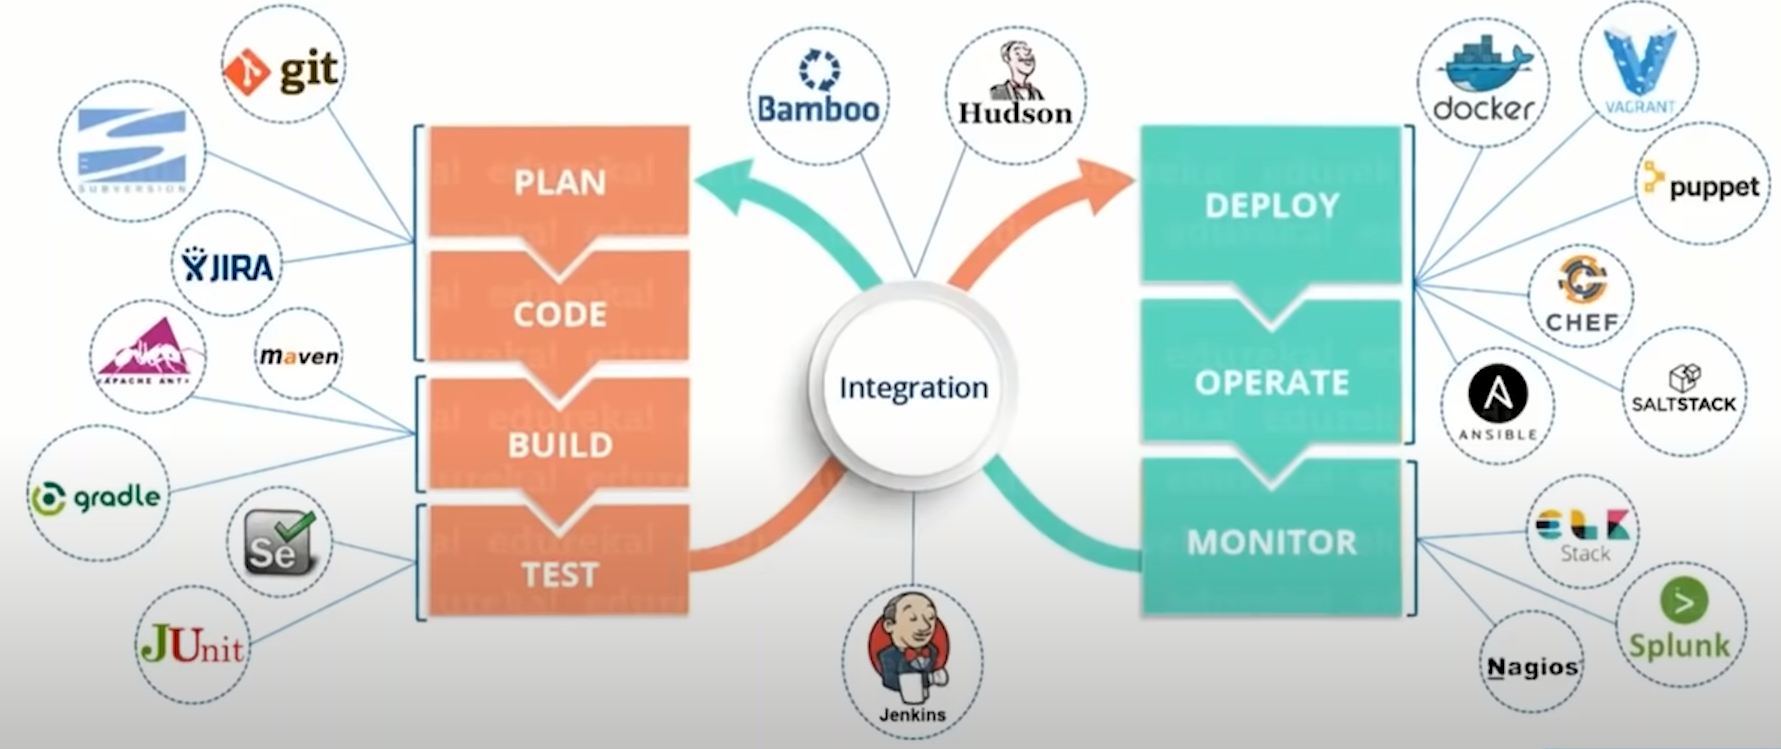 git
SUBVERSION
JIRA
APACHE ANT
maven
gradle
Se
JUnit
PLAN
CODE
BUILD
TEST
Bamboo
Hudson
Integration
Jenkins
DEPLOY
OPERATE
MONITOR
docker
VAGRANT
puppet
CHEF
SALTSTACK
ANSIBLE
ELK
Stack
Splunk
Nagios
edureka!